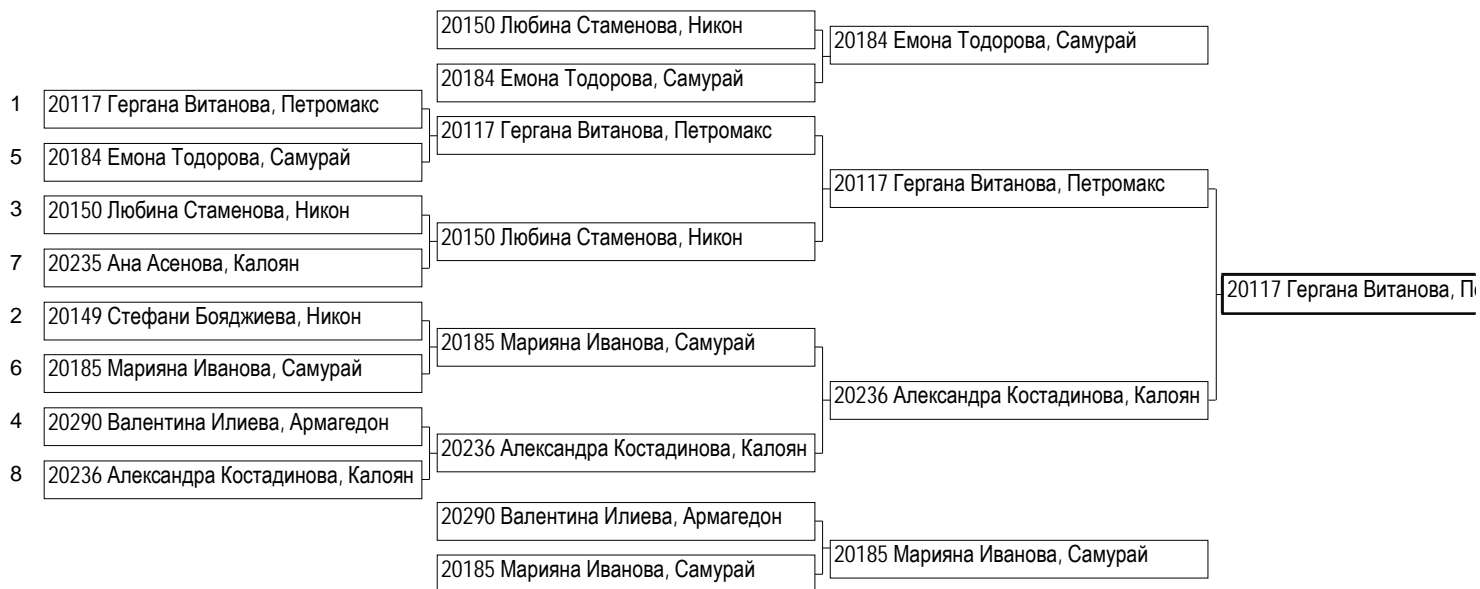 20150 Любина Стаменова, Никон
20184 Емона Тодорова, Самурай
20184 Емона Тодорова, Самурай
1 20117 Гергана Витанова, Петромакс
20117 Гергана Витанова, Петромакс
5 20184 Емона Тодорова, Самурай
20117 Гергана Витанова, Петромакс
3 20150 Любина Стаменова, Никон
20150 Любина Стаменова, Никон
7 20235 Ана Асенова, Калоян
20117 Гергана Витанова,
2 20149 Стефани Бояджиева, Никон
20185 Марияна Иванова, Самурай
6 20185 Марияна Иванова, Самурай
20236 Александра Костадинова, Калоян
4 20290 Валентина Илиева, Армагедон
20236 Александра Костадинова, Калоян
8 20236 Александра Костадинова, Калоян
20290 Валентина Илиева, Армагедон
20185 Марияна Иванова, Самурай
20185 Марияна Иванова, Самурай